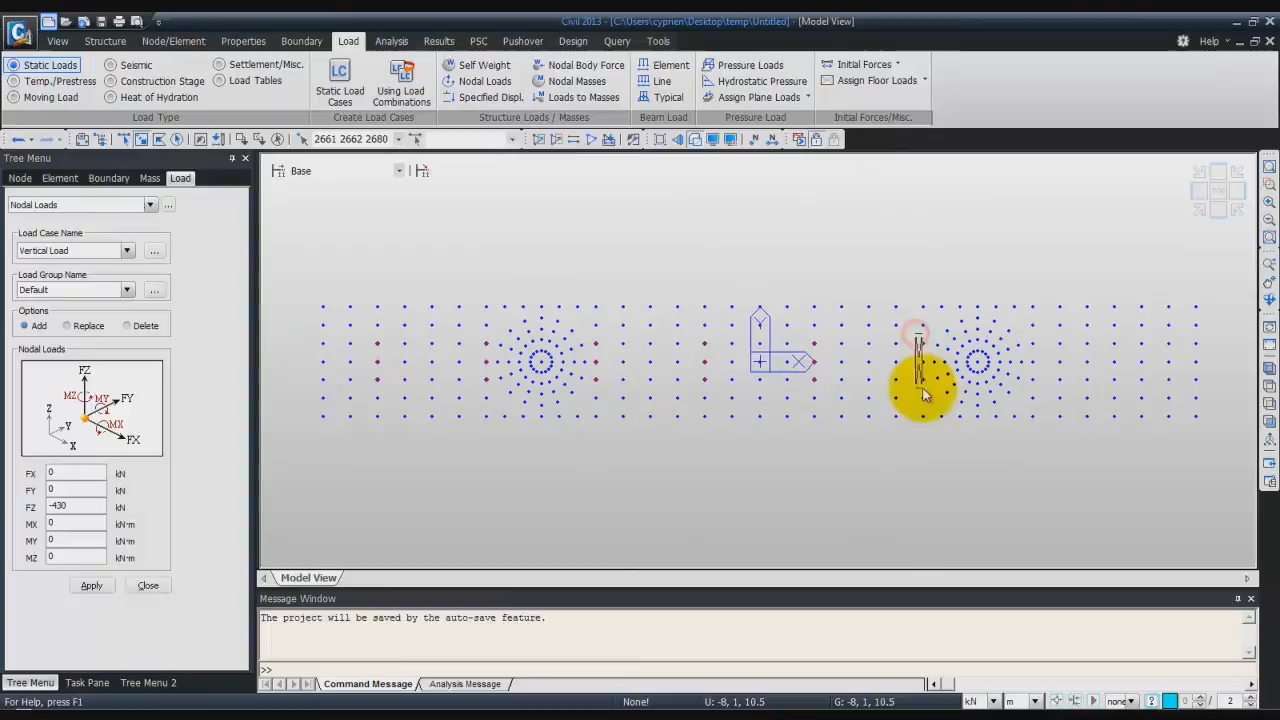 Civil 2013 - [C:\Users\cyprien\Desktop\temp\Untitled] - [Model View]
View Structure Node/Element Properties Boundary Load Analysis Results PSC Pushover Design Query Tools Help
Static Loads Seismic Settlement/Misc.
Temp./Prestress Construction Stage Load Tables
Moving Load Heat of Hydration
Load Type
Static Load Cases
Using Load Combinations
Create Load Cases
Self Weight Nodal Body Force
Nodal Loads Nodal Masses
Specified Displ. Loads to Masses
Structure Loads / Masses
Element
Line
Typical
Beam Load
Pressure Loads
Hydrostatic Pressure
Assign Plane Loads
Pressure Load
Initial Forces
Assign Floor Loads
Initial Forces/Misc.
2661 2662 2680
Tree Menu
Node Element Boundary Mass Load
Nodal Loads ...
Load Case Name
Vertical Load ...
Load Group Name
Default ...
Options
Add Replace Delete
Nodal Loads
FZ
MZ MY FY
MX
FX
Z
Y
X
FX 0 kN
FY 0 kN
FZ -430 kN
MX 0 kN·m
MY 0 kN·m
MZ 0 kN·m
Apply Close
Base
TOP
Y
X
Model View
Message Window
The project will be saved by the auto-save feature.
>>
Command Message Analysis Message
Tree Menu Task Pane Tree Menu 2
For Help, press F1
None! U: -8, 1, 10.5 G: -8, 1, 10.5 kN m none ? 0 / 2